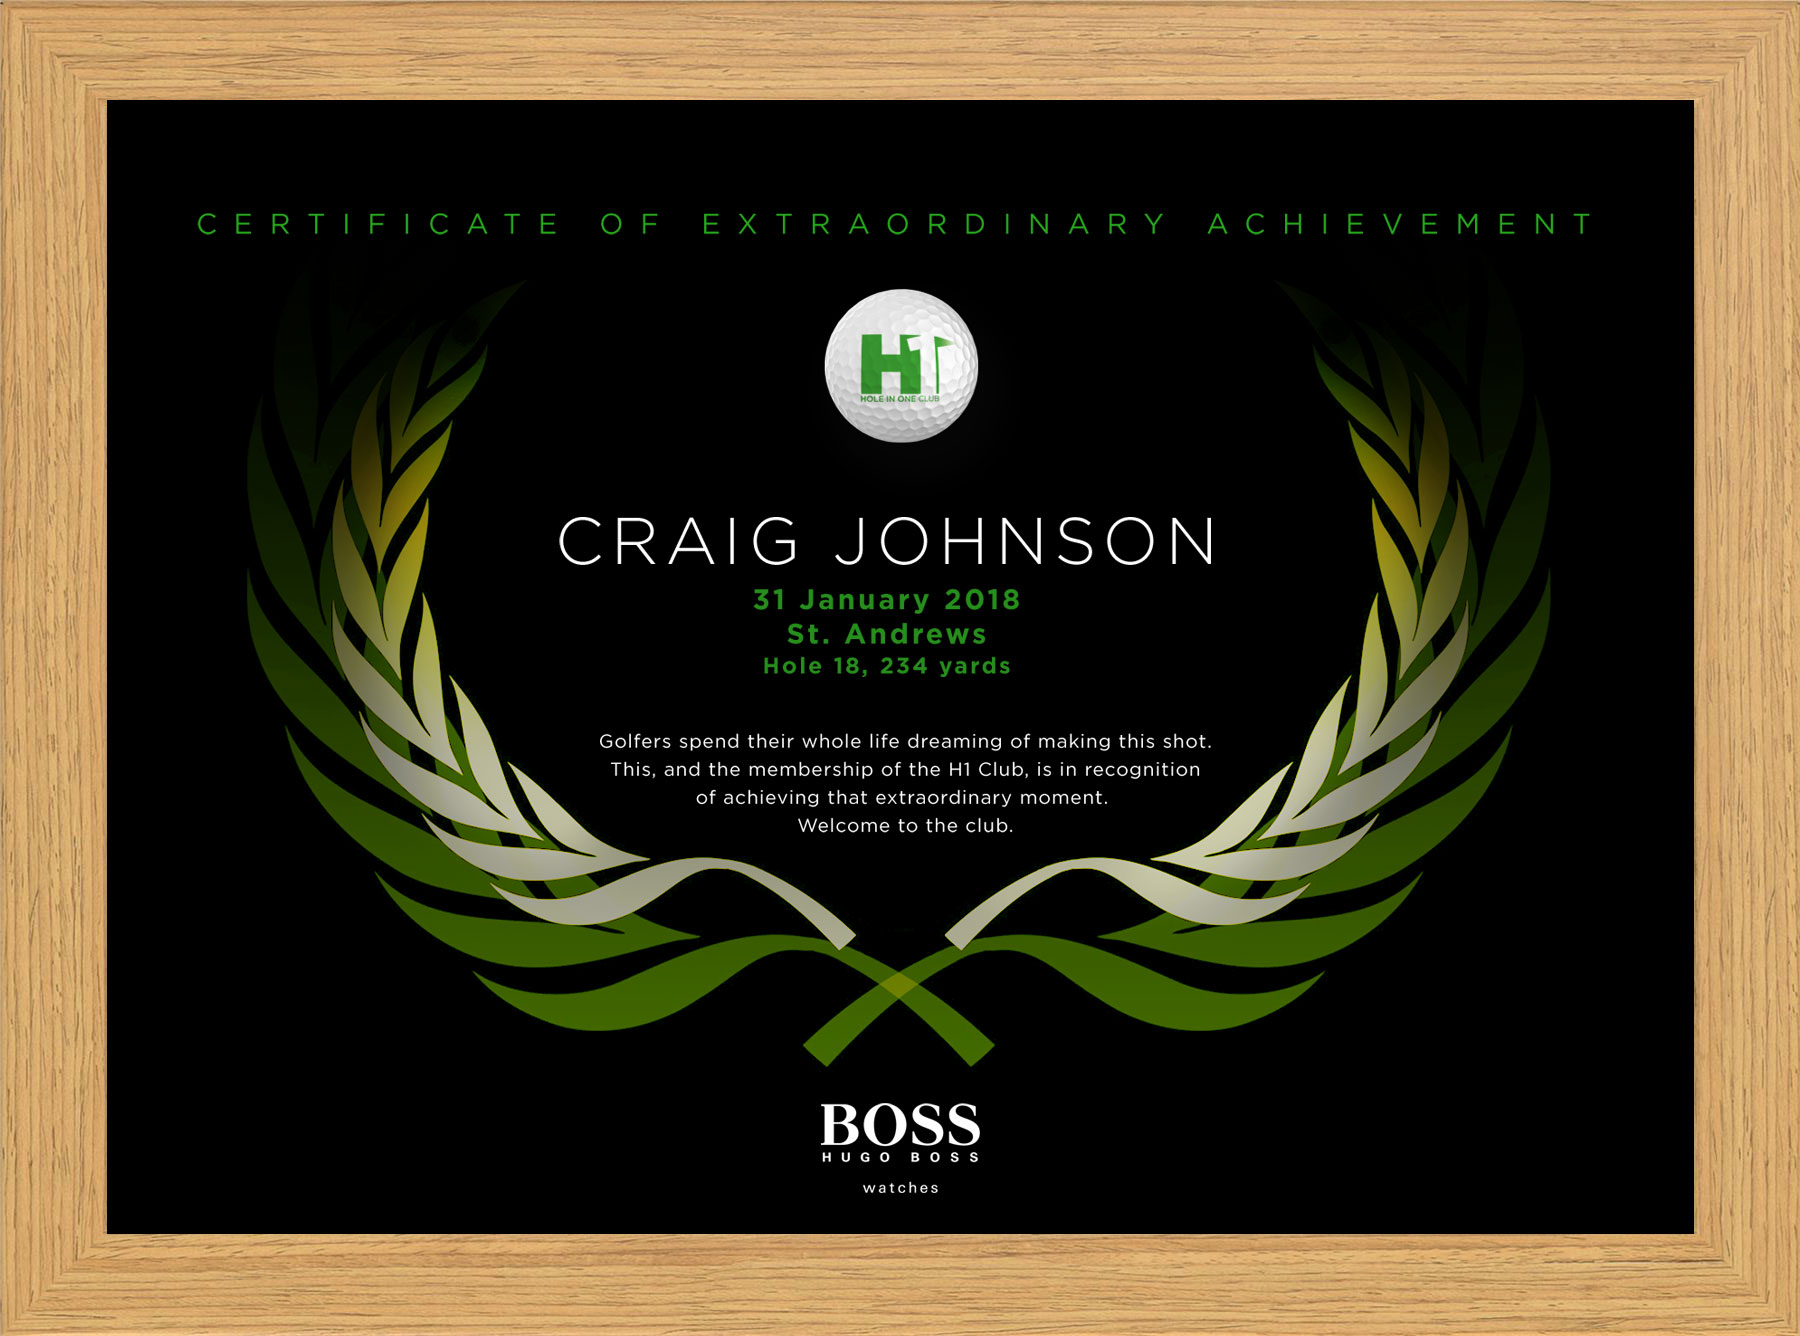 CERTIFICATE OF EXTRAORDINARY ACHIEVEMENT
H1
HOLE IN ONE CLUB
CRAIG JOHNSON
31 January 2018
St. Andrews
Hole 18, 234 yards
Golfers spend their whole life dreaming of making this shot.
This, and the membership of the H1 Club, is in recognition
of achieving that extraordinary moment.
Welcome to the club.
BOSS
HUGO BOSS
watches